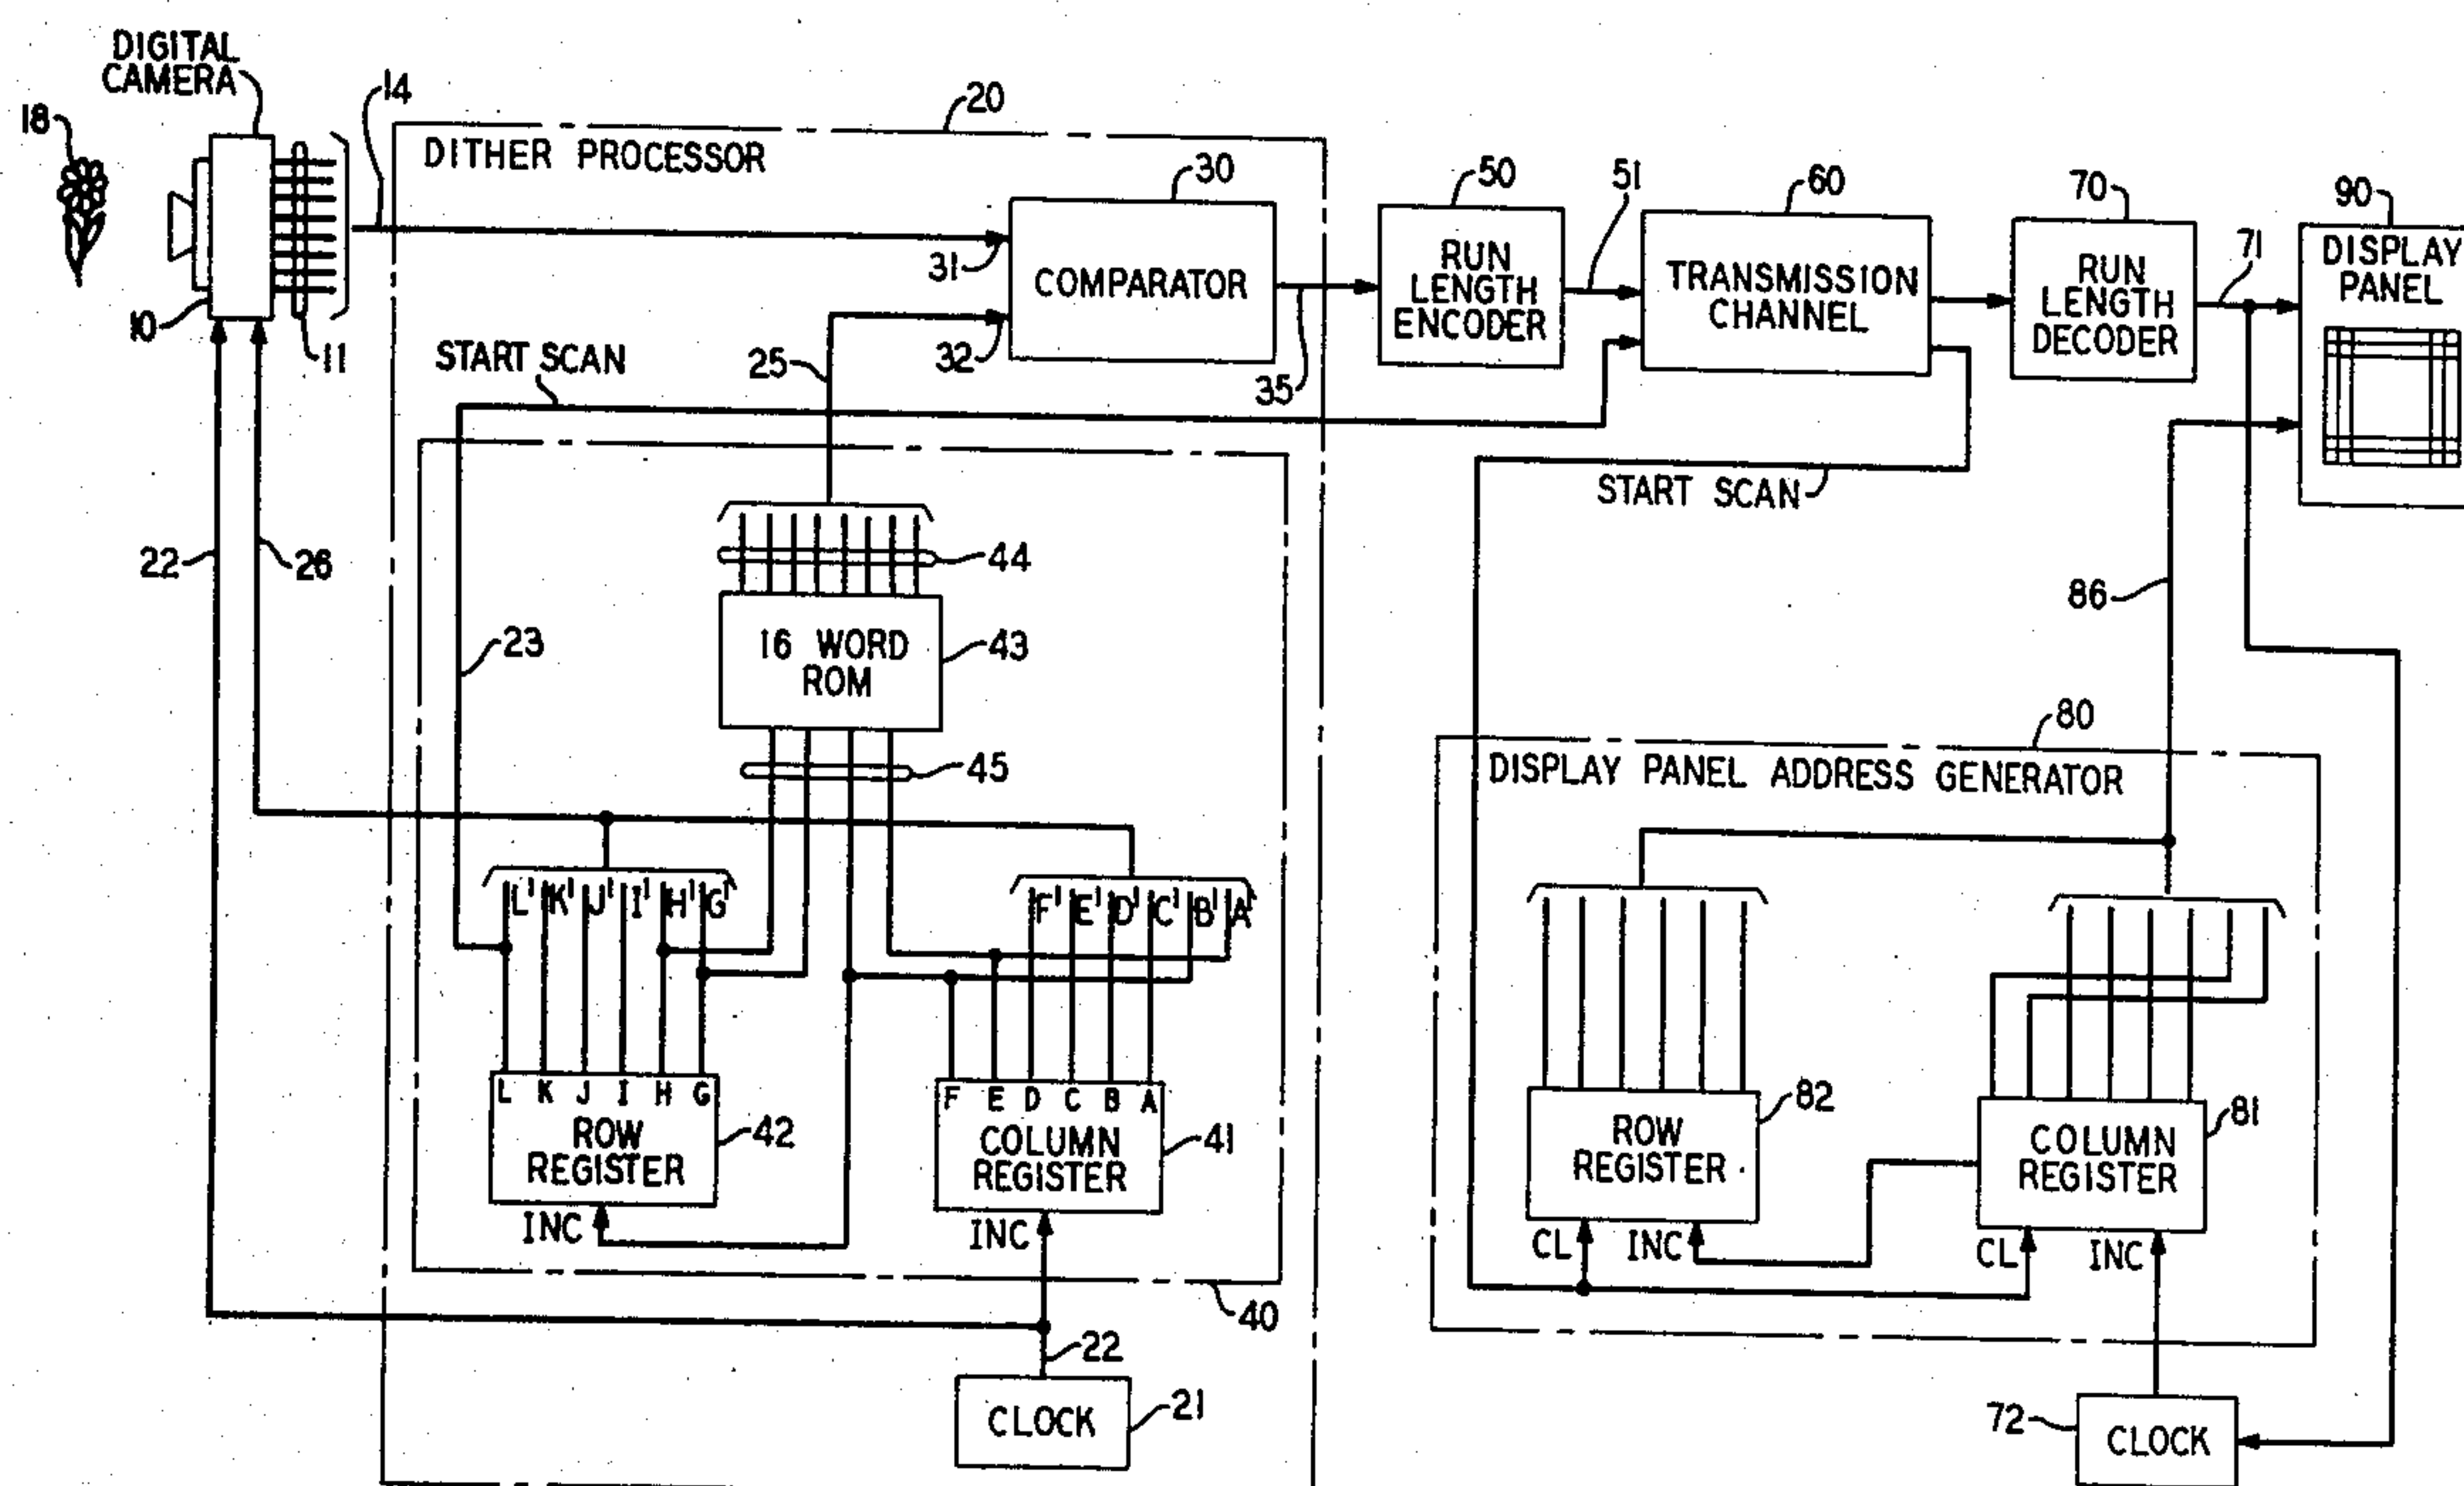 DIGITAL
CAMERA
18
14
10
11
20
DITHER PROCESSOR
31
32
30
COMPARATOR
35
50
RUN
LENGTH
ENCODER
51
60
TRANSMISSION
CHANNEL
70
RUN
LENGTH
DECODER
71
90
DISPLAY
PANEL
START SCAN
25
START SCAN
22
26
23
44
16 WORD
ROM
43
45
86
80
DISPLAY PANEL ADDRESS GENERATOR
L' K' J' I' H' G'
F' E' D' C' B' A'
L K J I H G
ROW
REGISTER
42
INC
F E D C B A
COLUMN
REGISTER
41
INC
40
22
CLOCK
21
ROW
REGISTER
82
CL INC
COLUMN
REGISTER
81
CL INC
72
CLOCK